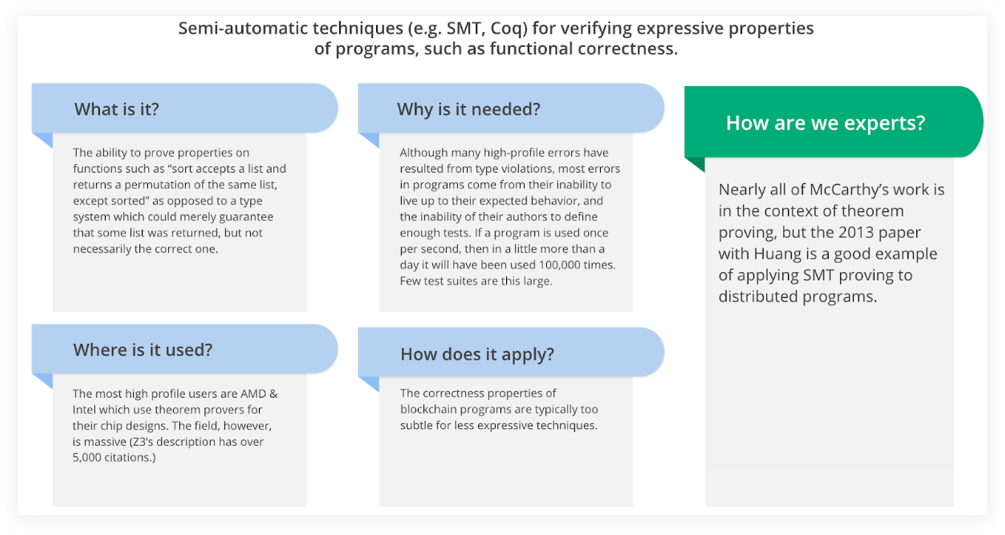 Semi-automatic techniques (e.g. SMT, Coq) for verifying expressive properties
of programs, such as functional correctness.
What is it?
The ability to prove properties on
functions such as “sort accepts a list and
returns a permutation of the same list,
except sorted” as opposed to a type
system which could merely guarantee
that some list was returned, but not
necessarily the correct one.
Why is it needed?
Although many high-profile errors have
resulted from type violations, most errors
in programs come from their inability to
live up to their expected behavior, and
the inability of their authors to define
enough tests. If a program is used once
per second, then in a little more than a
day it will have been used 100,000 times.
Few test suites are this large.
How are we experts?
Nearly all of McCarthy’s work is
in the context of theorem
proving, but the 2013 paper
with Huang is a good example
of applying SMT proving to
distributed programs.
Where is it used?
The most high profile users are AMD &
Intel which use theorem provers for
their chip designs. The field, however,
is massive (Z3’s description has over
5,000 citations.)
How does it apply?
The correctness properties of
blockchain programs are typically too
subtle for less expressive techniques.